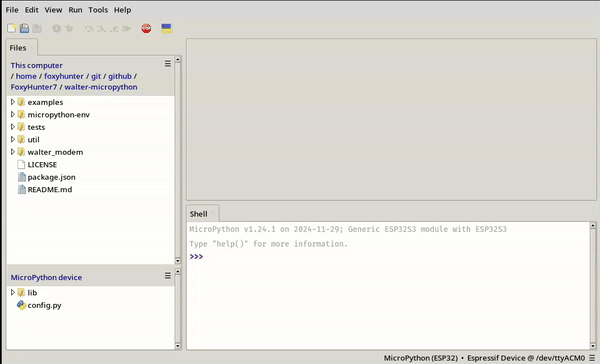 File Edit View Run Tools Help
Files
This computer
/ home / foxyhunter / git / github /
FoxyHunter7 / walter-micropython
examples
micropython-env
tests
util
walter_modem
LICENSE
package.json
README.md
MicroPython device
lib
config.py
Shell
MicroPython v1.24.1 on 2024-11-29; Generic ESP32S3 module with ESP32S3
Type "help()" for more information.
>>>
MicroPython (ESP32) • Espressif Device @ /dev/ttyACM0